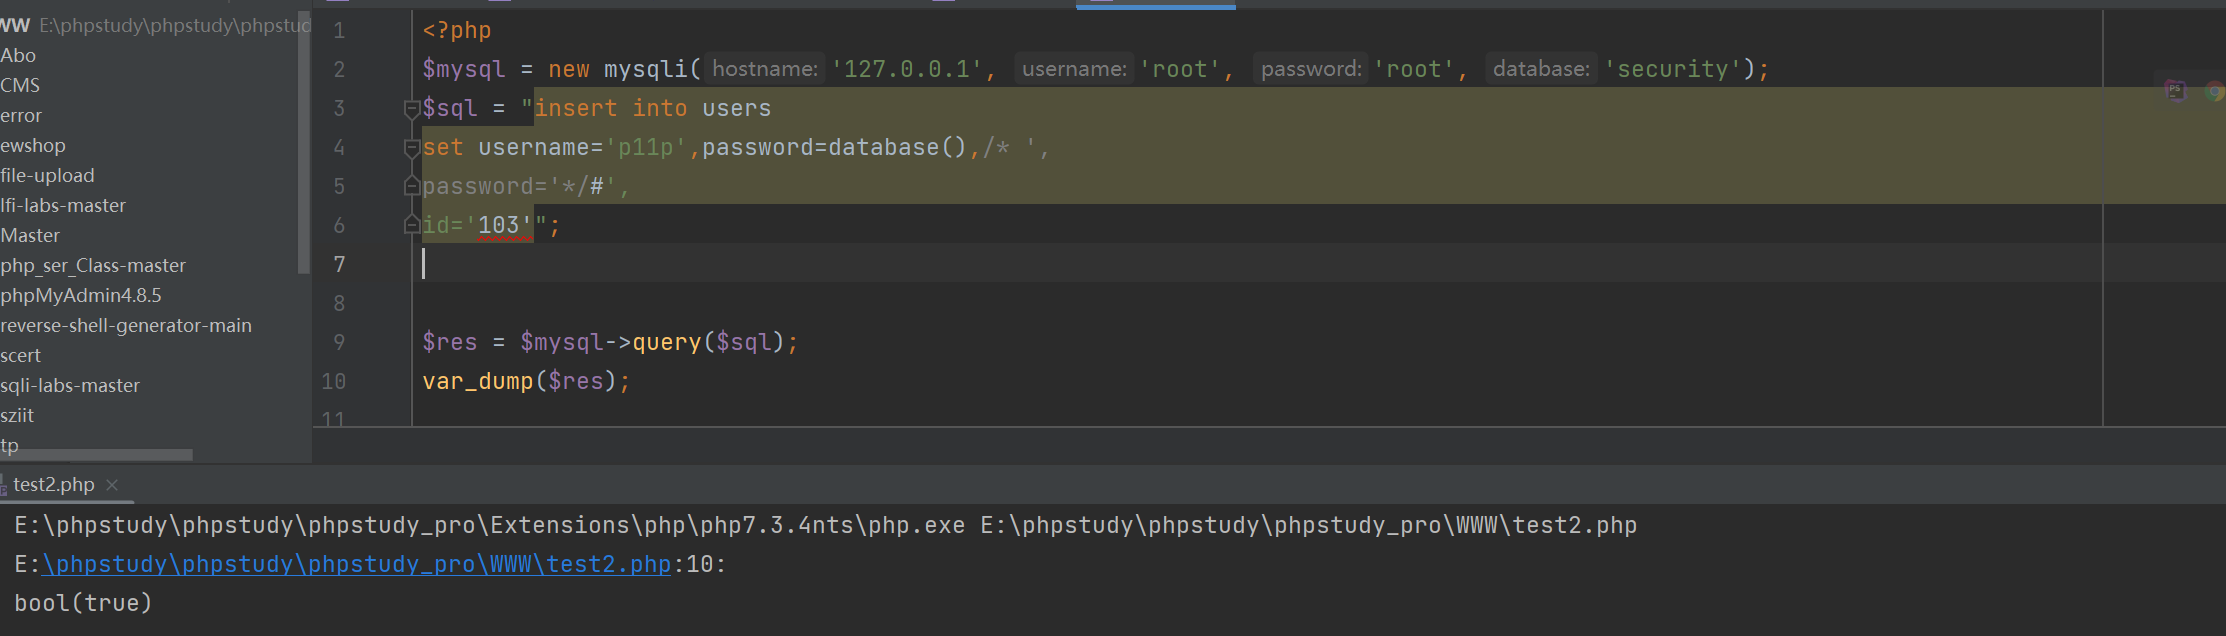 WW E:\phpstudy\phpstudy\phpstud
Abo
CMS
error
ewshop
file-upload
lfi-labs-master
Master
php_ser_Class-master
phpMyAdmin4.8.5
reverse-shell-generator-main
scert
sqli-labs-master
sziit
tp
1 <?php
2 $mysql = new mysqli( hostname: '127.0.0.1', username: 'root', password: 'root', database: 'security');
3 $sql = "insert into users
4 set username='p11p',password=database(),/* ',
5 password='*/#',
6 id='103'";
7
8
9 $res = $mysql->query($sql);
10 var_dump($res);
11
PS
test2.php ×
E:\phpstudy\phpstudy\phpstudy_pro\Extensions\php\php7.3.4nts\php.exe E:\phpstudy\phpstudy\phpstudy_pro\WWW\test2.php
E:\phpstudy\phpstudy\phpstudy_pro\WWW\test2.php:10:
bool(true)